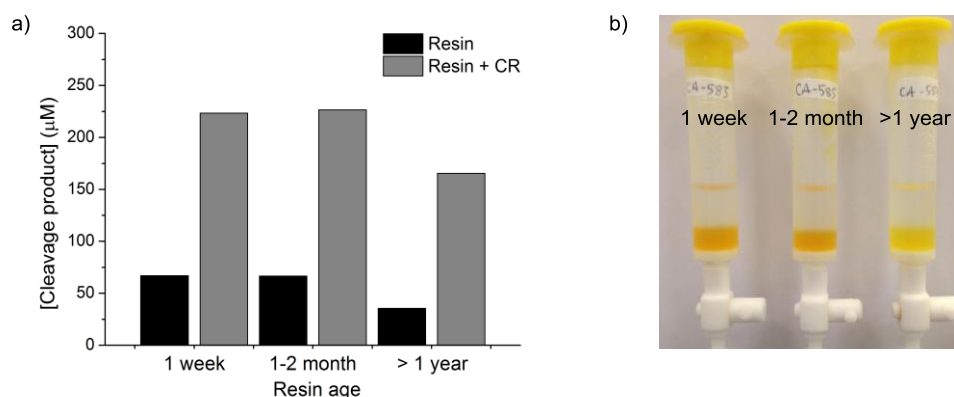 a)
300
250
200
150
100
50
0
[Cleavage product] (μM)
Resin
Resin + CR
1 week
1-2 month
> 1 year
Resin age
b)
CA-583
CA-585
1 week
1-2 month
>1 year